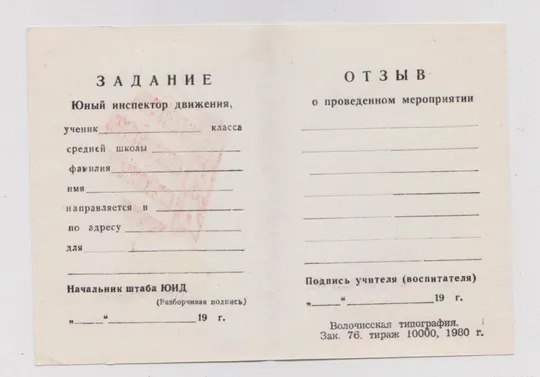 ЗАДАНИЕ
Юный инспектор движения,
ученик класса
средней школы
фамилия
имя
направляется в
по адресу
для
Начальник штаба ЮИД
(Разборчивая подпись)
„ “ 19 г.
ОТЗЫВ
о проведенном мероприятии
Подпись учителя (воспитателя)
„ “ 19 г.
Волочисская типография.
Зак. 76. тираж 10000, 1980 г.